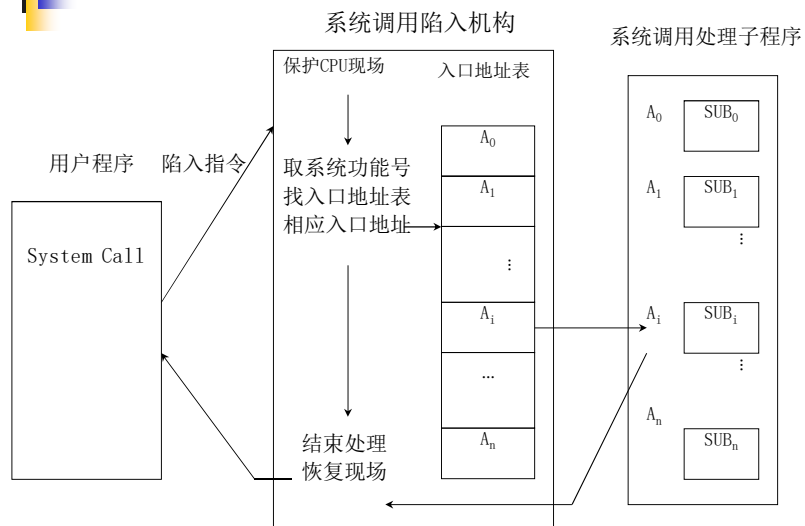 系统调用陷入机构
系统调用处理子程序
用户程序 陷入指令
System Call
保护CPU现场
取系统功能号
找入口地址表
相应入口地址
结束处理
恢复现场
入口地址表
A₀
A₁
⋮
Aᵢ
…
Aₙ
A₀ SUB₀
A₁ SUB₁
⋮
Aᵢ SUBᵢ
⋮
Aₙ SUBₙ